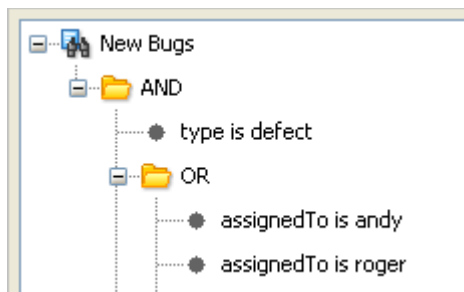 New Bugs
AND
type is defect
OR
assignedTo is andy
assignedTo is roger